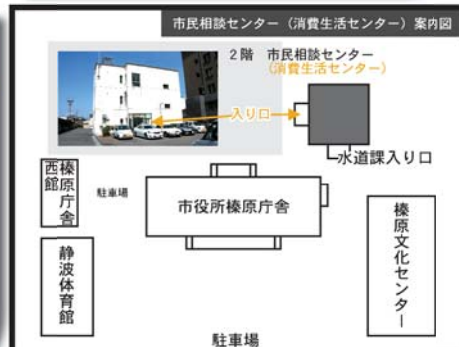 市民相談センター（消費生活センター）案内図
2階 市民相談センター
（消費生活センター）
入り口
水道課入り口
榛原庁舎
西館
駐車場
市役所榛原庁舎
静波体育館
榛原文化センター
駐車場